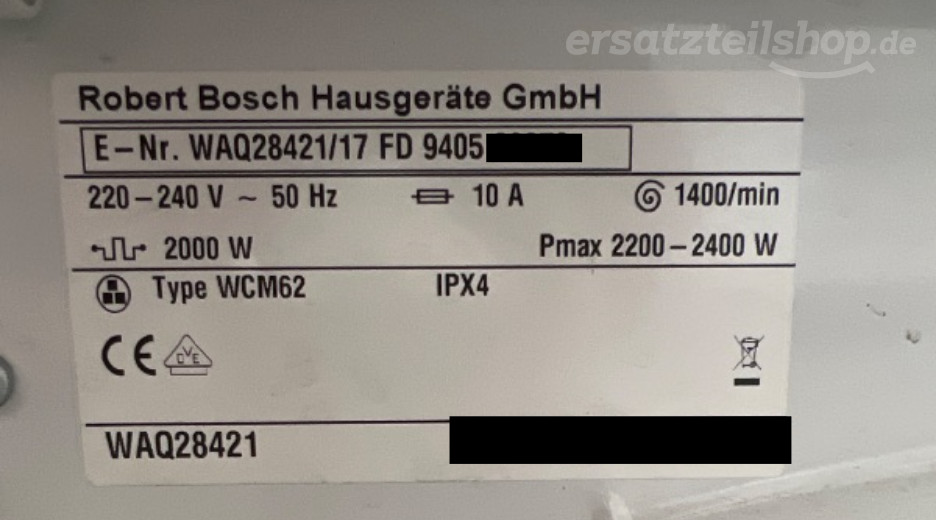 ersatzteilshop.de
Robert Bosch Hausgeräte GmbH
E-Nr. WAQ28421/17 FD 9405
220-240 V ~ 50 Hz 10 A 1400/min
2000 W Pmax 2200-2400 W
Type WCM62 IPX4
CE DVE
WAQ28421